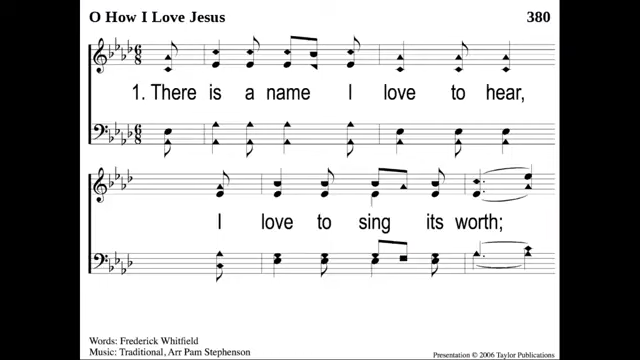 O How I Love Jesus 380
1. There is a name I love to hear,
I love to sing its worth;
Words: Frederick Whitfield
Music: Traditional, Arr Pam Stephenson
Presentation © 2006 Taylor Publications